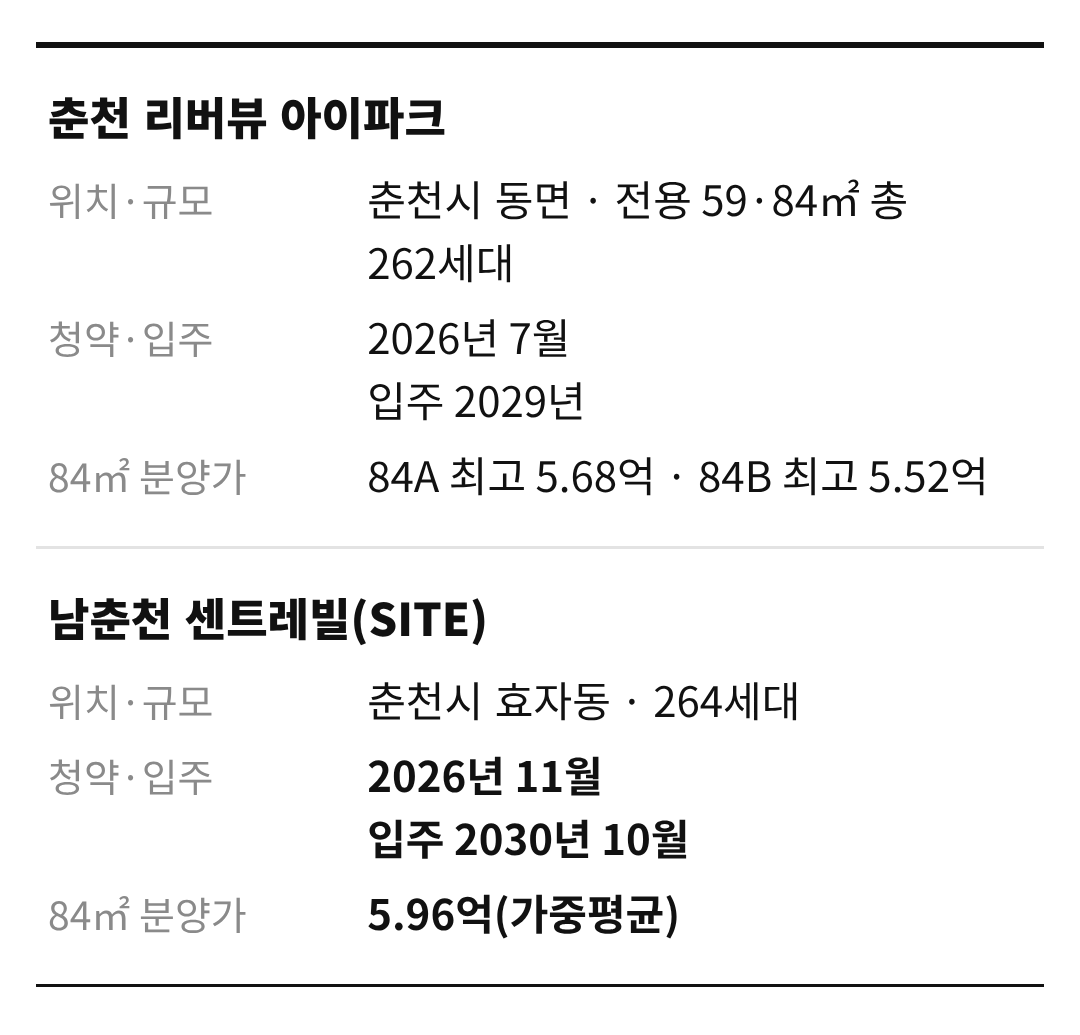 춘천 리버뷰 아이파크
위치·규모 춘천시 동면 · 전용 59·84㎡ 총
262세대
청약·입주 2026년 7월
입주 2029년
84㎡ 분양가 84A 최고 5.68억 · 84B 최고 5.52억
남춘천 센트레빌(SITE)
위치·규모 춘천시 효자동 · 264세대
청약·입주 2026년 11월
입주 2030년 10월
84㎡ 분양가 5.96억(가중평균)